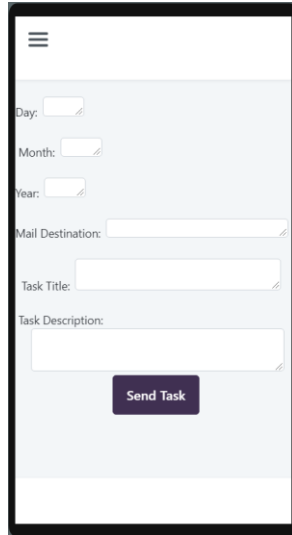 Day:
Month:
Year:
Mail Destination:
Task Title:
Task Description:
Send Task